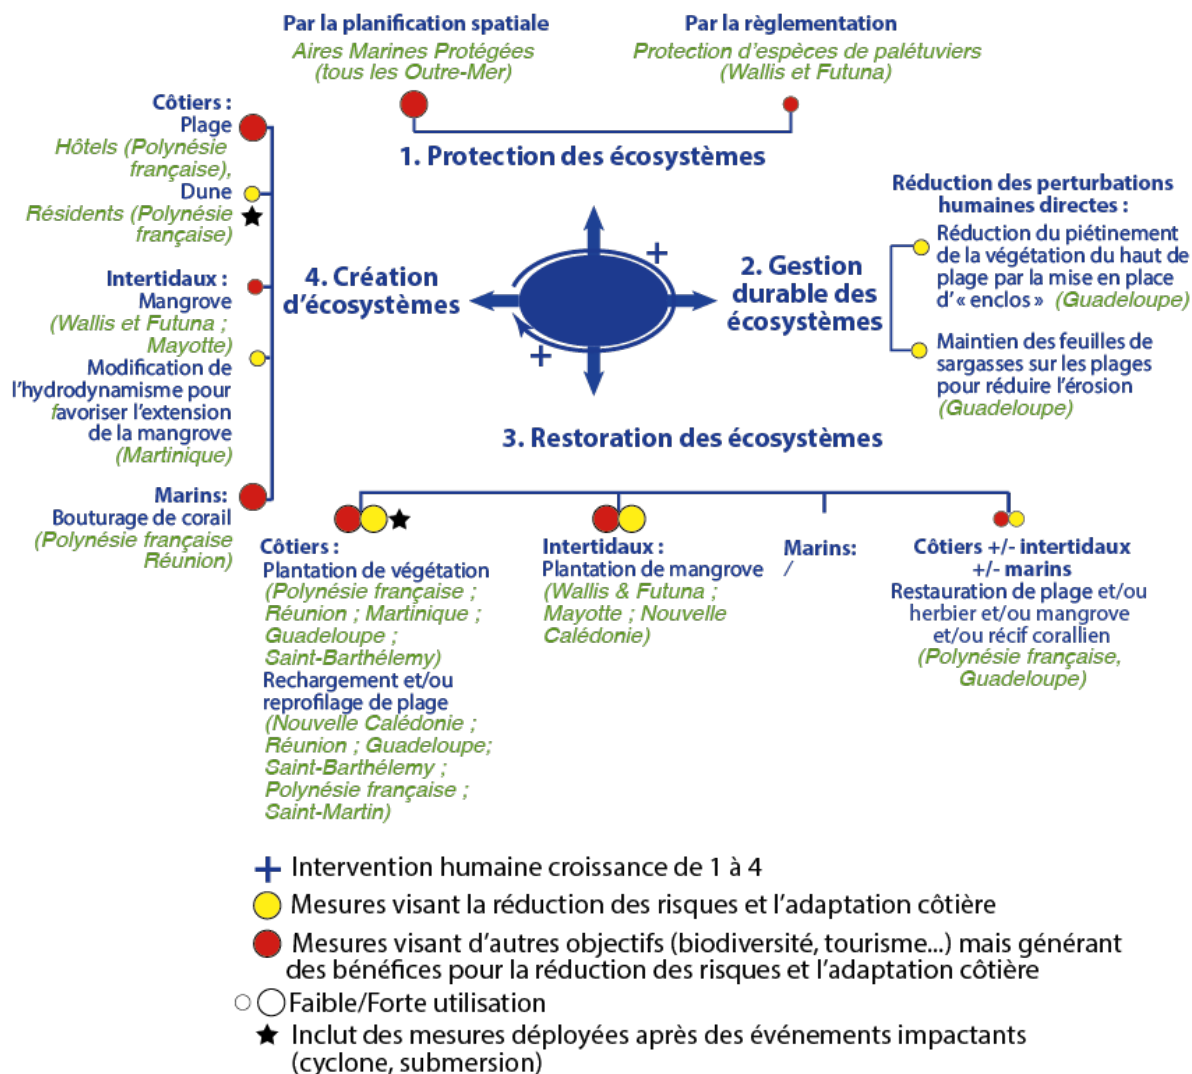 Par la planification spatiale
Aires Marines Protégées
(tous les Outre-Mer)
Par la règlementation
Protection d'espèces de palétuviers
(Wallis et Futuna)
1. Protection des écosystèmes
Côtiers :
Plage
Hôtels (Polynésie
française),
Dune
Résidents (Polynésie
française)
Intertidaux :
Mangrove
(Wallis et Futuna ;
Mayotte)
Modification de
l'hydrodynamisme pour
favoriser l'extension
de la mangrove
(Martinique)
Marins:
Bouturage de corail
(Polynésie française
Réunion)
4. Création
d'écosystèmes
+
+
2. Gestion
durable des
écosystèmes
Réduction des perturbations
humaines directes :
Réduction du piétinement
de la végétation du haut de
plage par la mise en place
d'« enclos » (Guadeloupe)
Maintien des feuilles de
sargasses sur les plages
pour réduire l'érosion
(Guadeloupe)
3. Restoration des écosystèmes
Côtiers :
Plantation de végétation
(Polynésie française ;
Réunion ; Martinique ;
Guadeloupe ;
Saint-Barthélemy)
Rechargement et/ou
reprofilage de plage
(Nouvelle Calédonie ;
Réunion ; Guadeloupe;
Saint-Barthélemy ;
Polynésie française ;
Saint-Martin)
Intertidaux :
Plantation de mangrove
(Wallis & Futuna ;
Mayotte ; Nouvelle
Calédonie)
Marins:
/
Côtiers +/- intertidaux
+/- marins
Restauration de plage et/ou
herbier et/ou mangrove
et/ou récif corallien
(Polynésie française,
Guadeloupe)
+ Intervention humaine croissance de 1 à 4
Mesures visant la réduction des risques et l'adaptation côtière
Mesures visant d'autres objectifs (biodiversité, tourisme...) mais générant
des bénéfices pour la réduction des risques et l'adaptation côtière
Faible/Forte utilisation
Inclut des mesures déployées après des événements impactants
(cyclone, submersion)